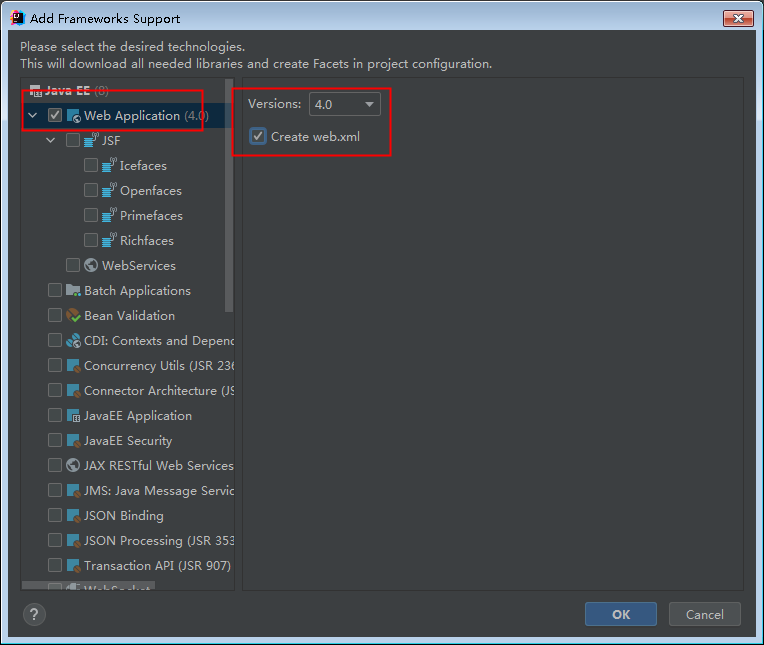 Add Frameworks Support
Please select the desired technologies.
This will download all needed libraries and create Facets in project configuration.
Java EE (8)
Web Application (4.0)
JSF
Icefaces
Openfaces
Primefaces
Richfaces
WebServices
Batch Applications
Bean Validation
CDI: Contexts and Depend
Concurrency Utils (JSR 236
Connector Architecture (JS
JavaEE Application
JavaEE Security
JAX RESTful Web Services
JMS: Java Message Servic
JSON Binding
JSON Processing (JSR 353
Transaction API (JSR 907)
WebSocket
Versions: 4.0
Create web.xml
?
OK
Cancel